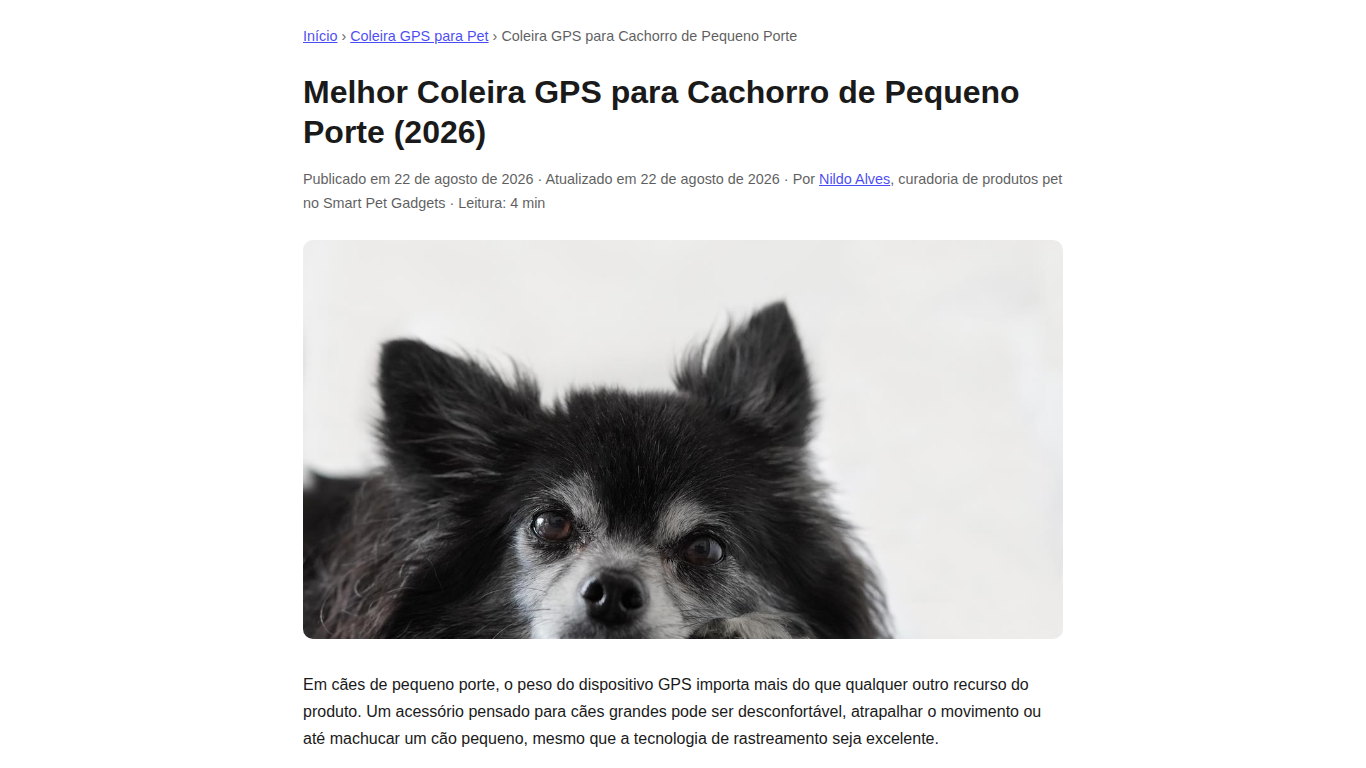 Início › Coleira GPS para Pet › Coleira GPS para Cachorro de Pequeno Porte
Melhor Coleira GPS para Cachorro de Pequeno
Porte (2026)
Publicado em 22 de agosto de 2026 · Atualizado em 22 de agosto de 2026 · Por Nildo Alves, curadoria de produtos pet
no Smart Pet Gadgets · Leitura: 4 min
Em cães de pequeno porte, o peso do dispositivo GPS importa mais do que qualquer outro recurso do
produto. Um acessório pensado para cães grandes pode ser desconfortável, atrapalhar o movimento ou
até machucar um cão pequeno, mesmo que a tecnologia de rastreamento seja excelente.